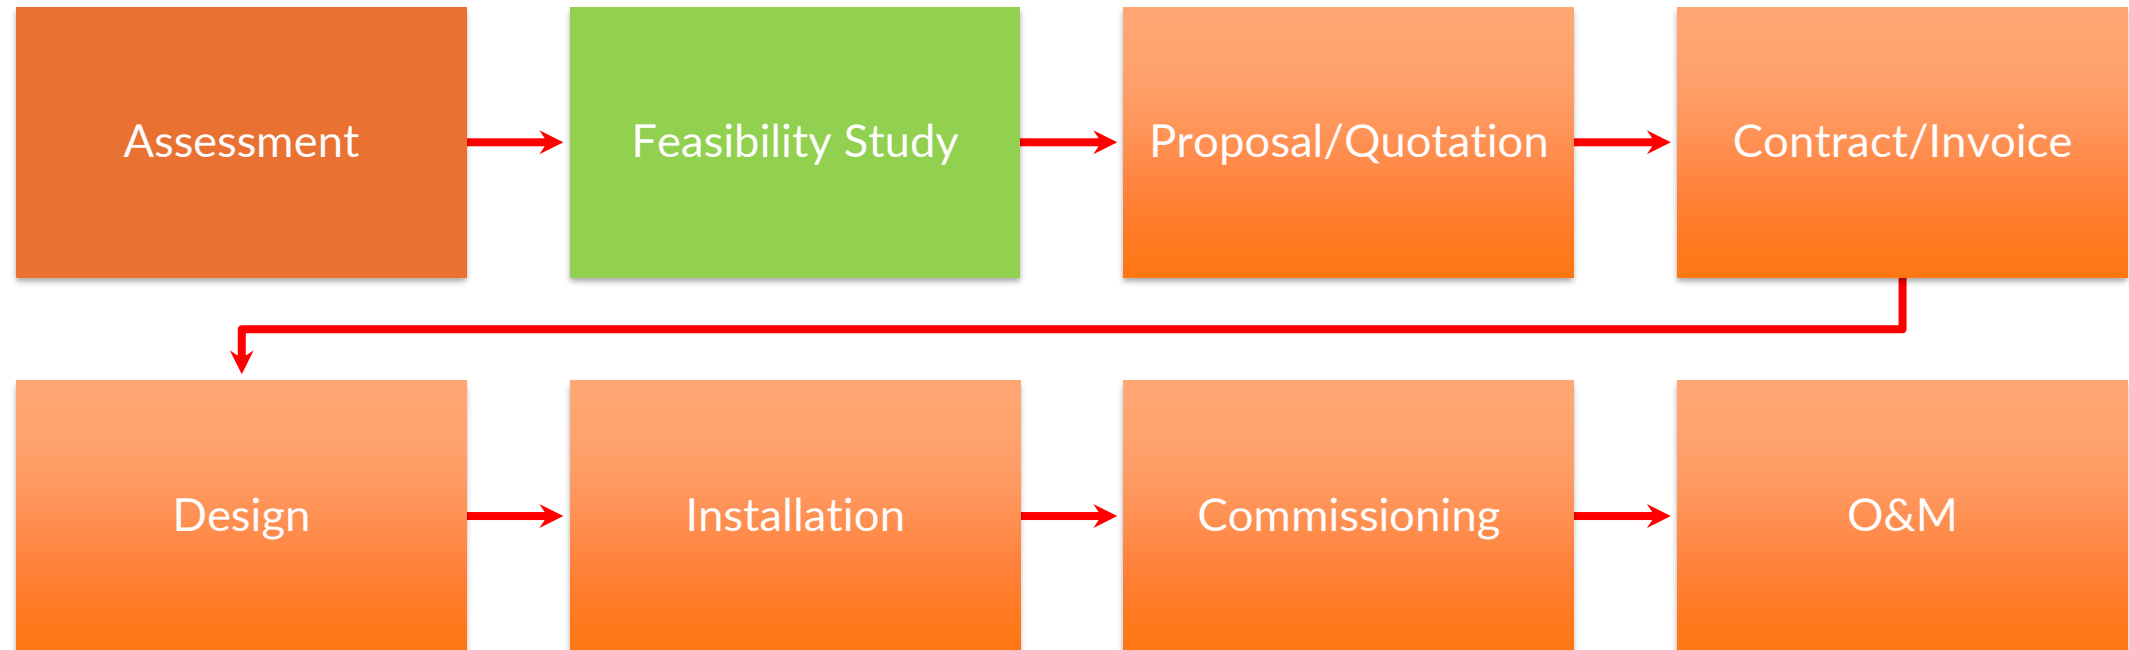 Assessment
Feasibility Study
Proposal/Quotation
Contract/Invoice
Design
Installation
Commissioning
O&M